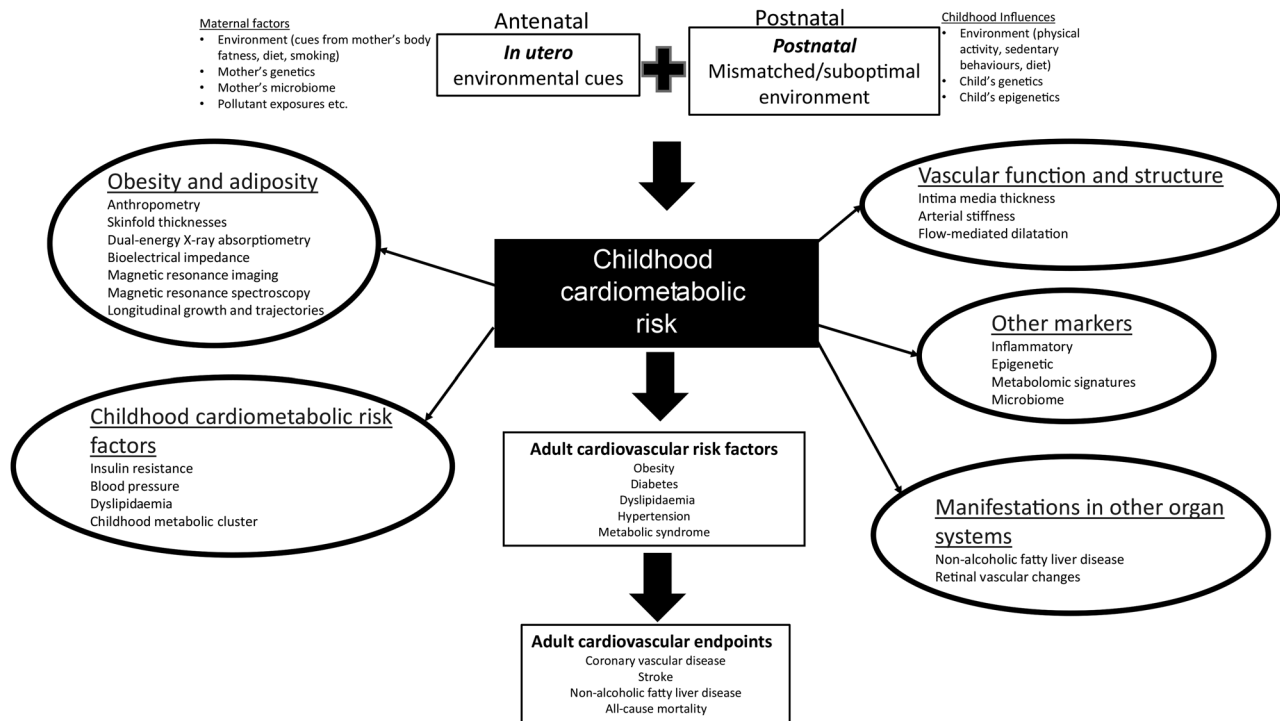 Antenatal
Postnatal
Maternal factors
• Environment (cues from mother's body
fatness, diet, smoking)
• Mother's genetics
• Mother's microbiome
• Pollutant exposures etc.
In utero
environmental cues
Postnatal
Mismatched/suboptimal
environment
Childhood Influences
• Environment (physical
activity, sedentary
behaviours, diet)
• Child's genetics
• Child's epigenetics
Obesity and adiposity
Anthropometry
Skinfold thicknesses
Dual-energy X-ray absorptiometry
Bioelectrical impedance
Magnetic resonance imaging
Magnetic resonance spectroscopy
Longitudinal growth and trajectories
Vascular function and structure
Intima media thickness
Arterial stiffness
Flow-mediated dilatation
Childhood
cardiometabolic
risk
Other markers
Inflammatory
Epigenetic
Metabolomic signatures
Microbiome
Childhood cardiometabolic risk
factors
Insulin resistance
Blood pressure
Dyslipidaemia
Childhood metabolic cluster
Adult cardiovascular risk factors
Obesity
Diabetes
Dyslipidaemia
Hypertension
Metabolic syndrome
Manifestations in other organ
systems
Non-alcoholic fatty liver disease
Retinal vascular changes
Adult cardiovascular endpoints
Coronary vascular disease
Stroke
Non-alcoholic fatty liver disease
All-cause mortality